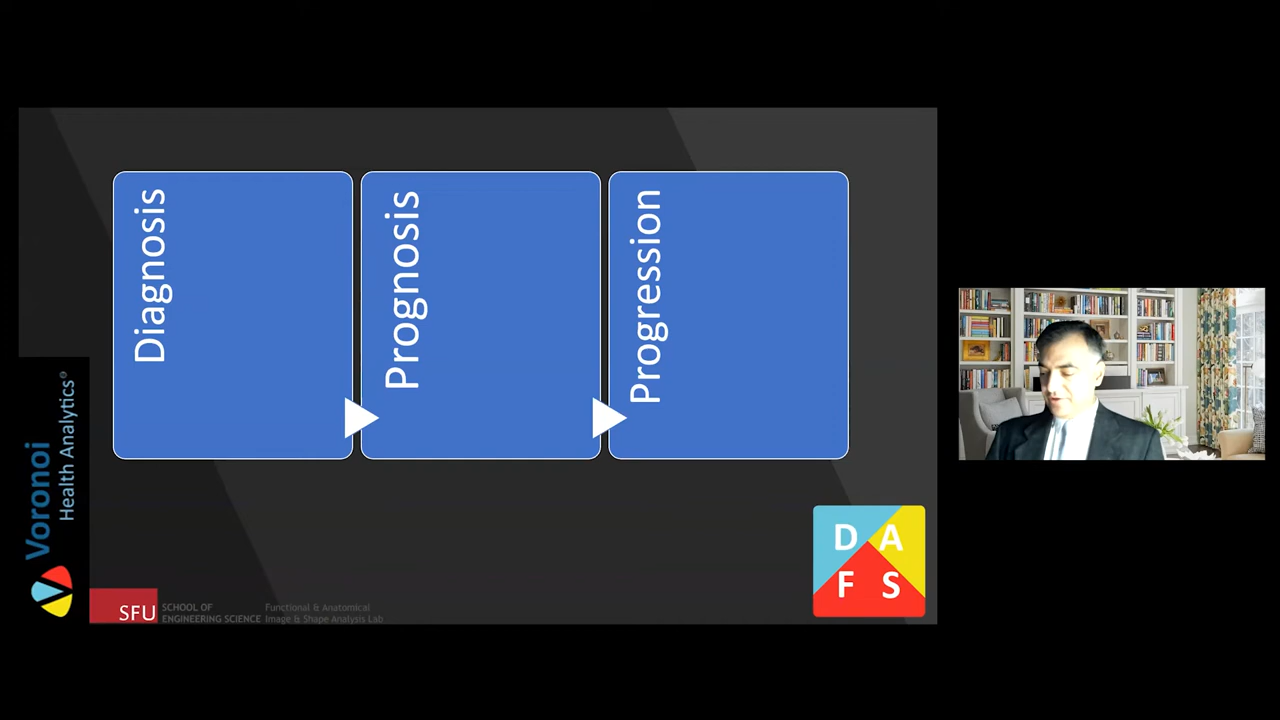 Diagnosis
Prognosis
Progression
Voronoi
Health Analytics®
SFU
SCHOOL OF
ENGINEERING SCIENCE
Functional & Anatomical
Image & Shape Analysis Lab
D A
F S